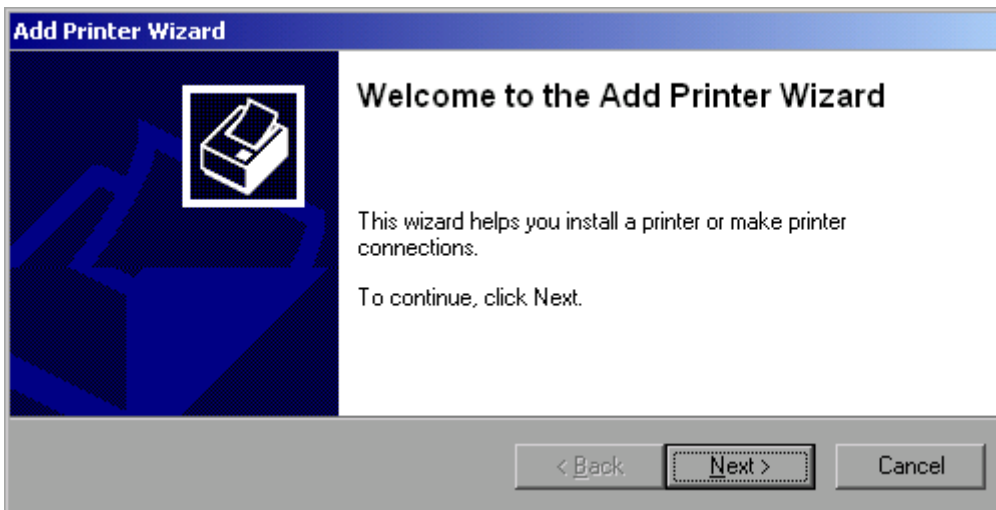 Add Printer Wizard
Welcome to the Add Printer Wizard
This wizard helps you install a printer or make printer
connections.
To continue, click Next.
< Back
Next >
Cancel